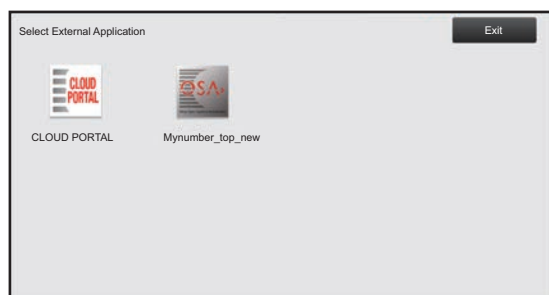 Select External Application
Exit
CLOUD
PORTAL
OSA
CLOUD PORTAL
Mynumber_top_new